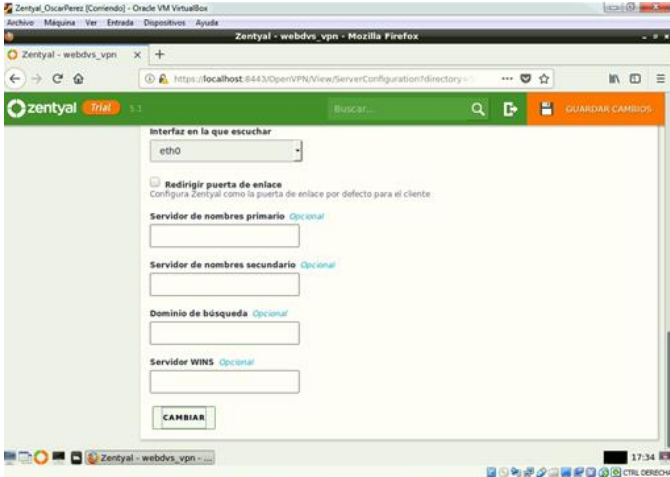 Zentyal_OscarPerez [Corriendo] - Oracle VM VirtualBox
Archivo Máquina Ver Entrada Dispositivos Ayuda
Zentyal - webdvs_vpn - Mozilla Firefox
Zentyal - webdvs_vpn × +
https://localhost:8443/OpenVPN/View/ServerConfiguration?directory=
zentyal Trial 5.1 Buscar... GUARDAR CAMBIOS
Interfaz en la que escuchar
eth0
Redirigir puerta de enlace
Configura Zentyal como la puerta de enlace por defecto para el cliente
Servidor de nombres primario Opcional
Servidor de nombres secundario Opcional
Dominio de búsqueda Opcional
Servidor WINS Opcional
CAMBIAR
Zentyal - webdvs_vpn - ... 17:34
CTRL DERECHA